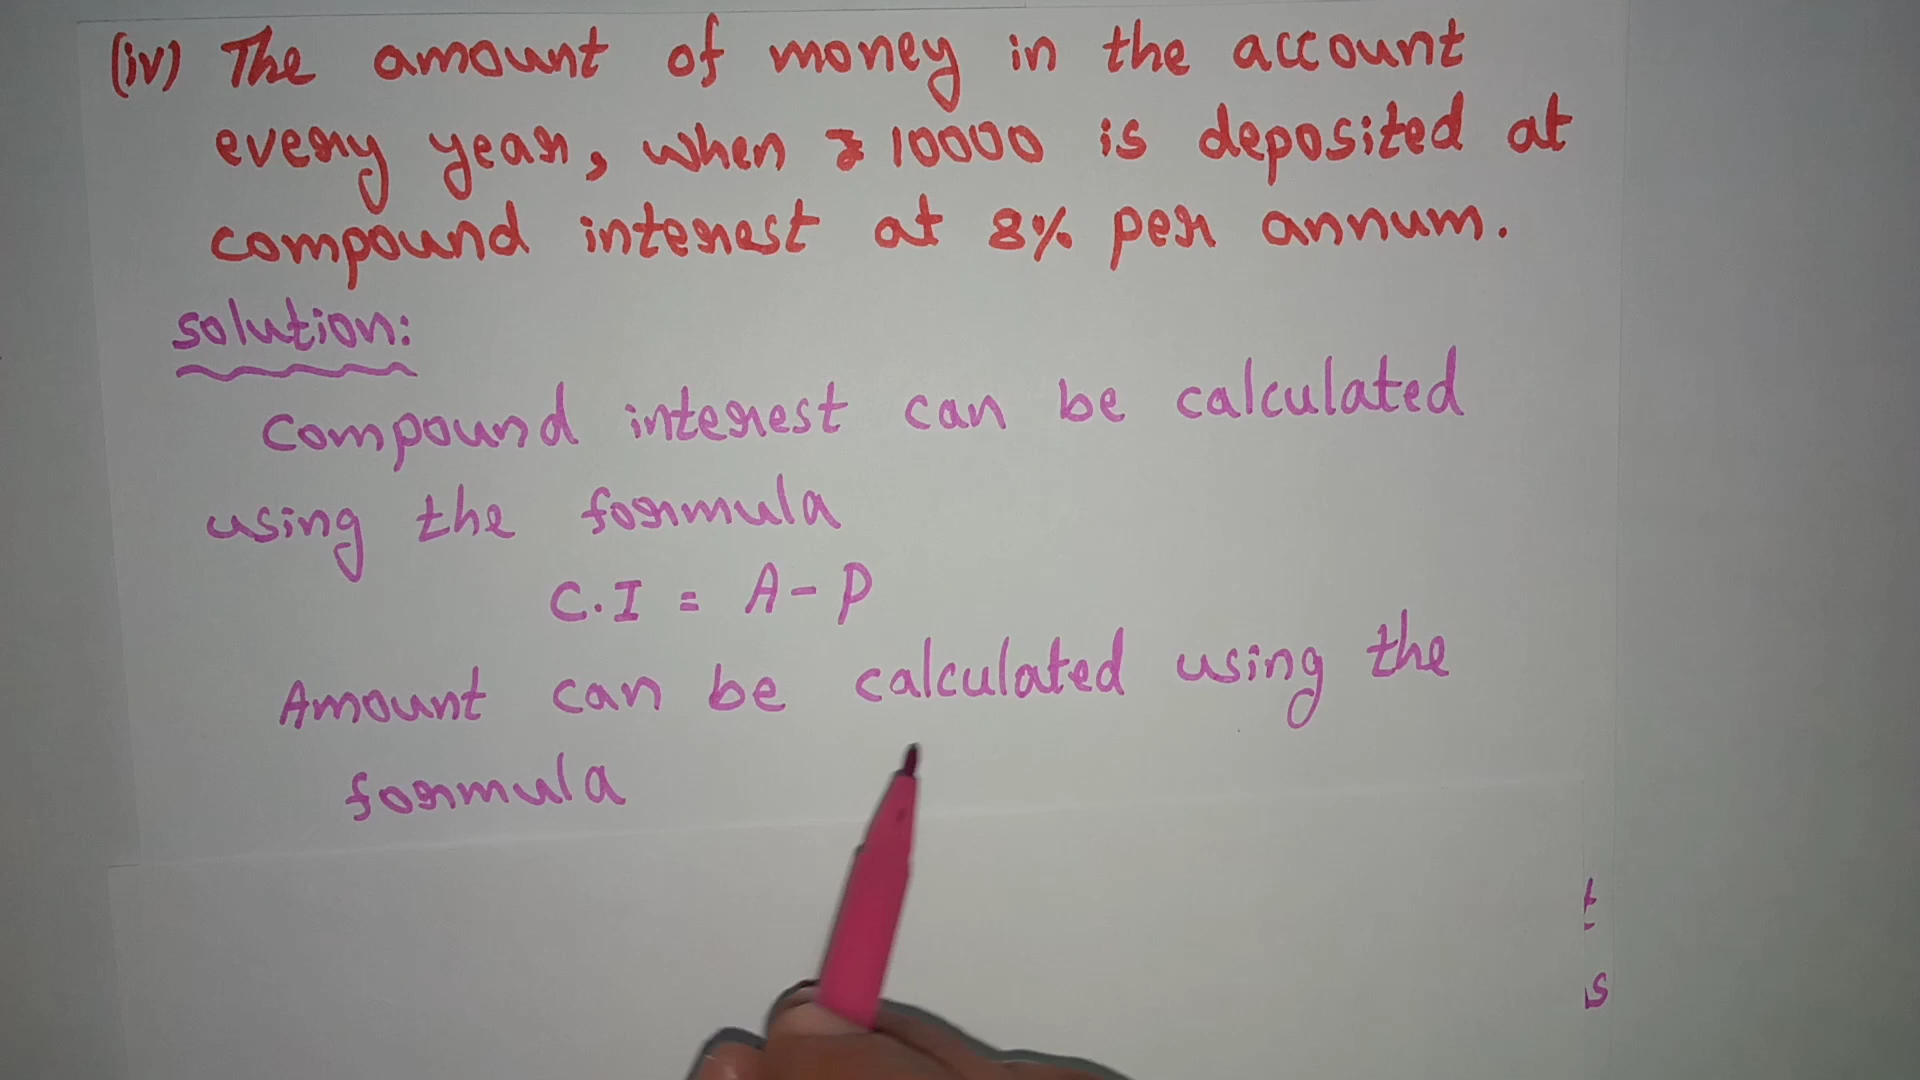 (iv) The amount of money in the account
every year, when ₹ 10000 is deposited at
compound interest at 8% per annum.
Solution:
Compound interest can be calculated
using the formula
C.I = A - P
Amount can be calculated using the
formula
t
s